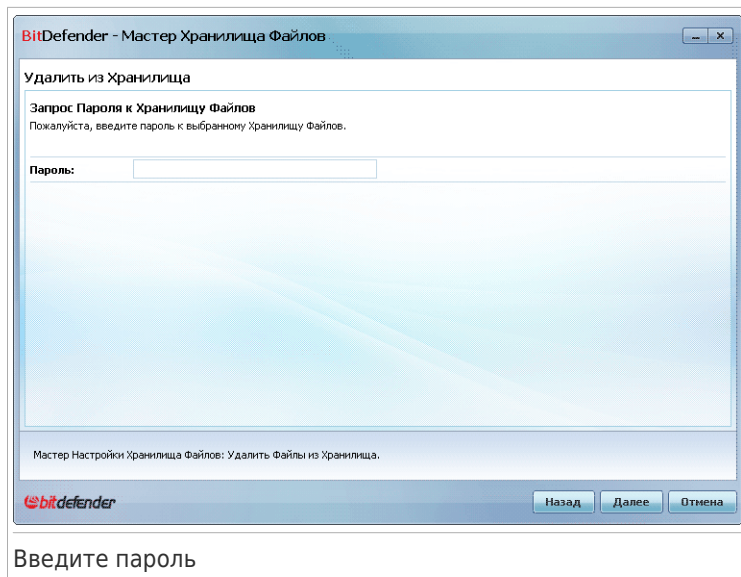 BitDefender - Мастер Хранилища Файлов
Удалить из Хранилища
Запрос Пароля к Хранилищу Файлов
Пожалуйста, введите пароль к выбранному Хранилищу Файлов.
Пароль:
Мастер Настройки Хранилища Файлов: Удалить Файлы из Хранилища.
bitdefender
Назад Далее Отмена
Введите пароль